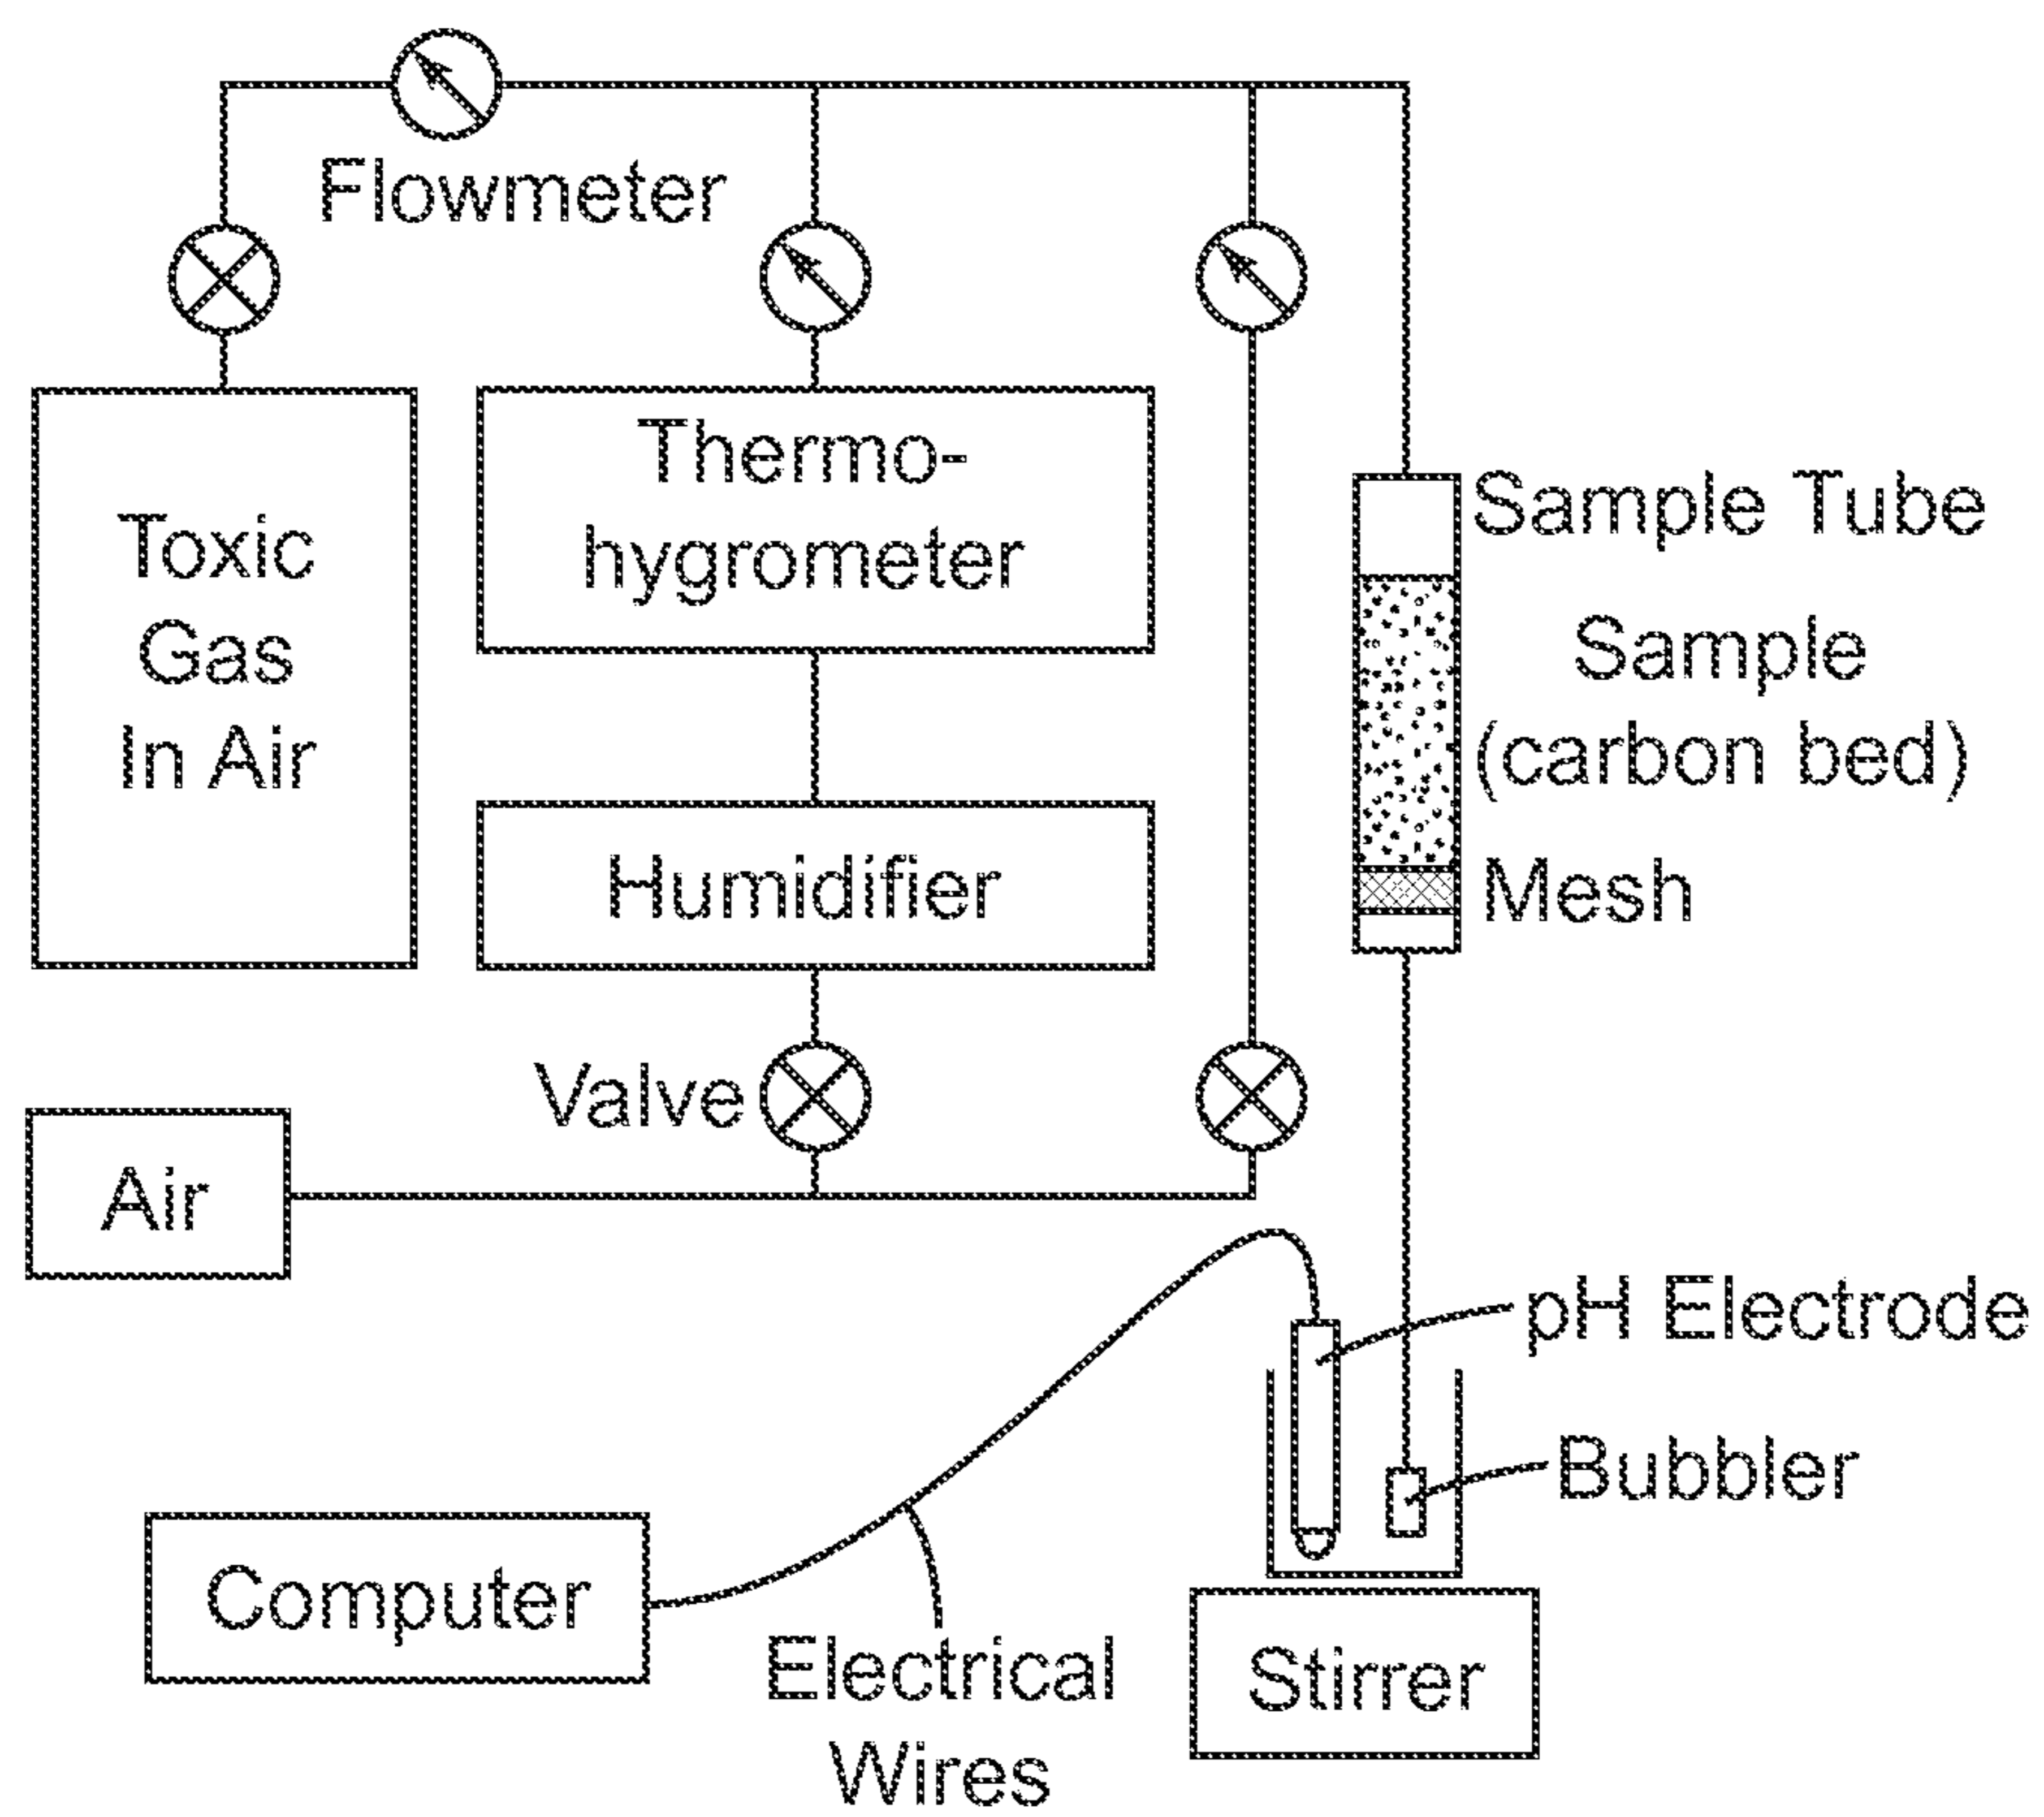 Flowmeter
Toxic
Gas
In Air
Thermo-
hygrometer
Sample Tube
Sample
(carbon bed)
Humidifier
Mesh
Valve
Air
pH Electrode
Bubbler
Computer
Electrical
Wires
Stirrer